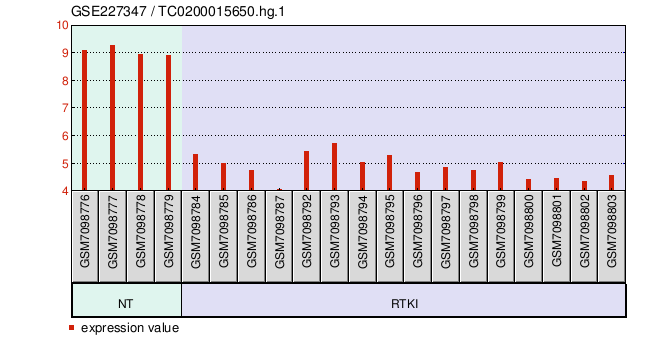 GSE227347 / TC0200015650.hg.1
10
9
8
7
6
5
4
GSM7098776
GSM7098777
GSM7098778
GSM7098779
GSM7098784
GSM7098785
GSM7098786
GSM7098787
GSM7098792
GSM7098793
GSM7098794
GSM7098795
GSM7098796
GSM7098797
GSM7098798
GSM7098799
GSM7098800
GSM7098801
GSM7098802
GSM7098803
NT
RTKI
expression value